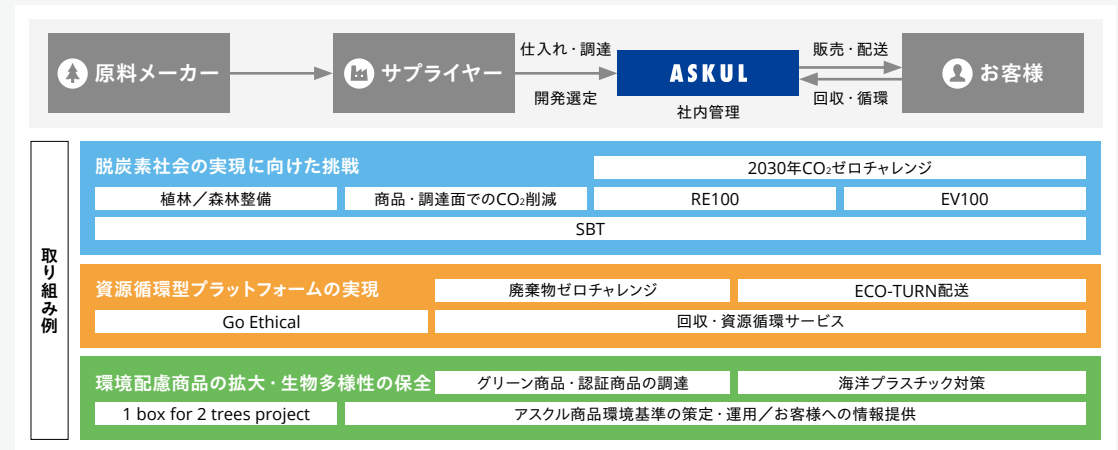 原料メーカー
サプライヤー
仕入れ・調達
開発選定
ASKUL
社内管理
販売・配送
回収・循環
お客様
取り組み例
脱炭素社会の実現に向けた挑戦
2030年CO₂ゼロチャレンジ
植林／森林整備
商品・調達面でのCO₂削減
RE100
EV100
SBT
資源循環型プラットフォームの実現
廃棄物ゼロチャレンジ
ECO-TURN配送
Go Ethical
回収・資源循環サービス
環境配慮商品の拡大・生物多様性の保全
グリーン商品・認証商品の調達
海洋プラスチック対策
1 box for 2 trees project
アスクル商品環境基準の策定・運用／お客様への情報提供